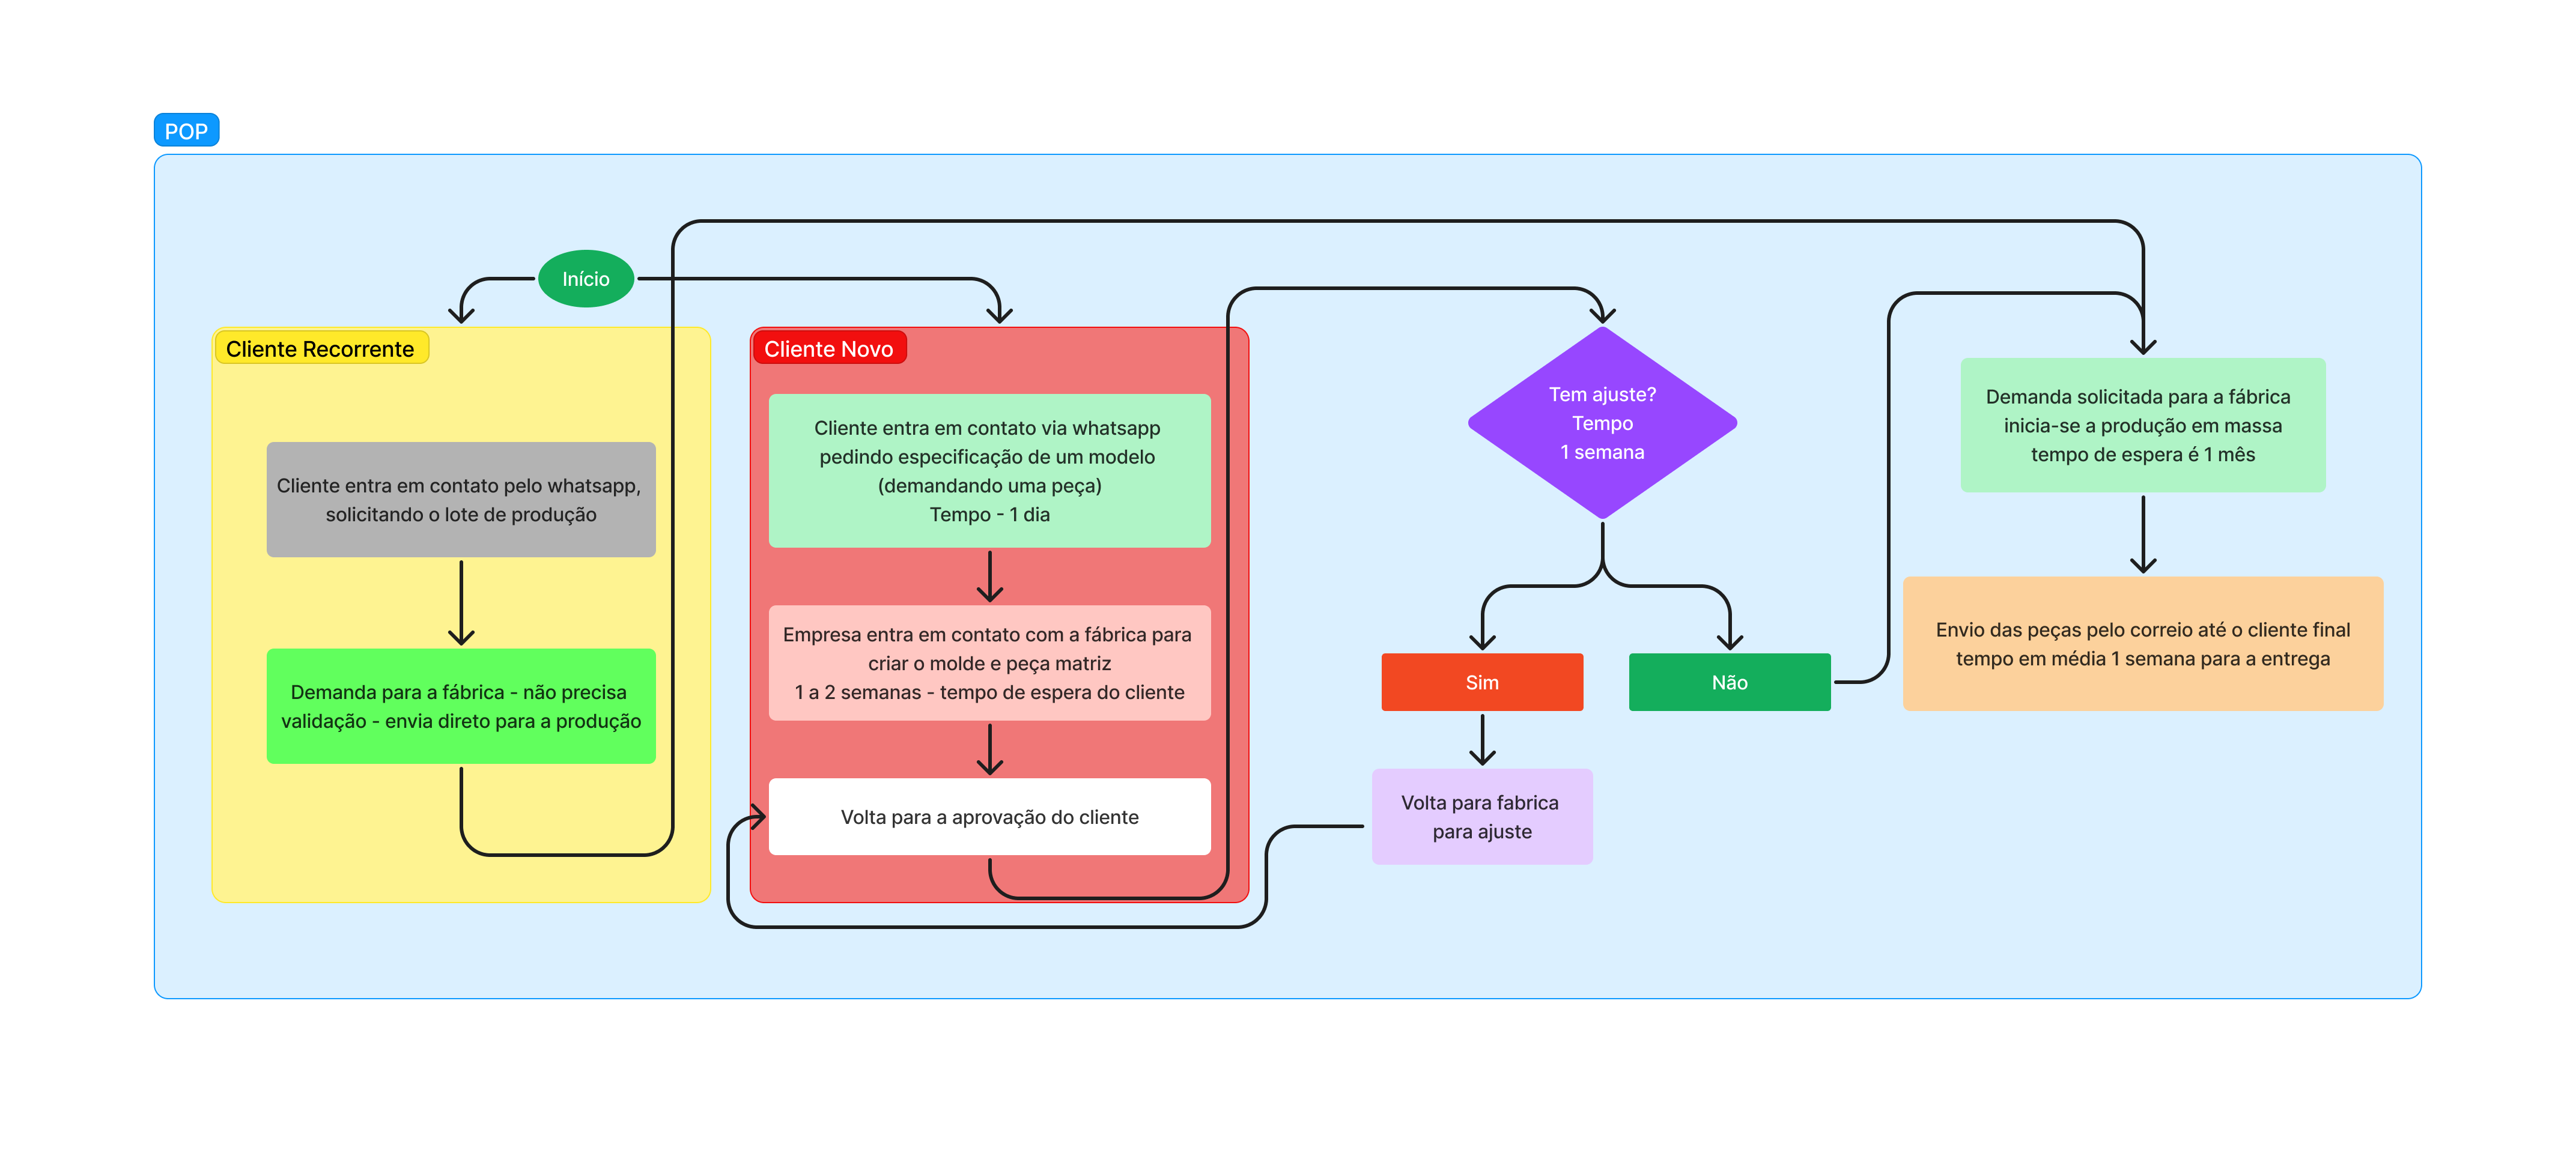 POP
Início
Cliente Recorrente
Cliente entra em contato pelo whatsapp,
solicitando o lote de produção
Demanda para a fábrica - não precisa
validação - envia direto para a produção
Cliente Novo
Cliente entra em contato via whatsapp
pedindo especificação de um modelo
(demandando uma peça)
Tempo - 1 dia
Empresa entra em contato com a fábrica para
criar o molde e peça matriz
1 a 2 semanas - tempo de espera do cliente
Volta para a aprovação do cliente
Tem ajuste?
Tempo
1 semana
Sim
Não
Volta para fabrica
para ajuste
Demanda solicitada para a fábrica
inicia-se a produção em massa
tempo de espera é 1 mês
Envio das peças pelo correio até o cliente final
tempo em média 1 semana para a entrega